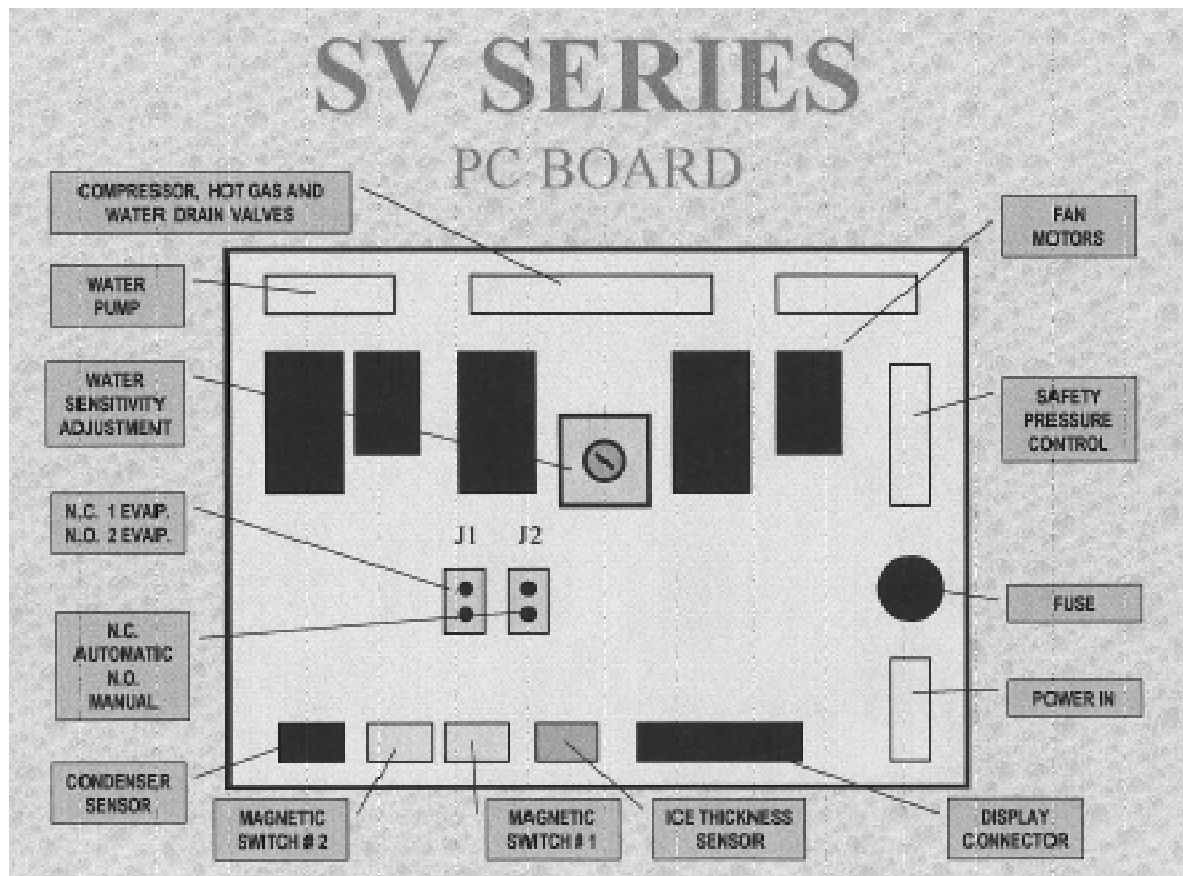 SV SERIES
PC BOARD
COMPRESSOR, HOT GAS AND
WATER DRAIN VALVES
FAN
MOTORS
WATER
PUMP
WATER
SENSITIVITY
ADJUSTMENT
SAFETY
PRESSURE
CONTROL
N.C. 1 EVAP.
N.O. 2 EVAP.
J1 J2
FUSE
N.C.
AUTOMATIC
N.O.
MANUAL
POWER IN
CONDENSER
SENSOR
MAGNETIC
SWITCH # 2
MAGNETIC
SWITCH # 1
ICE THICKNESS
SENSOR
DISPLAY
CONNECTOR